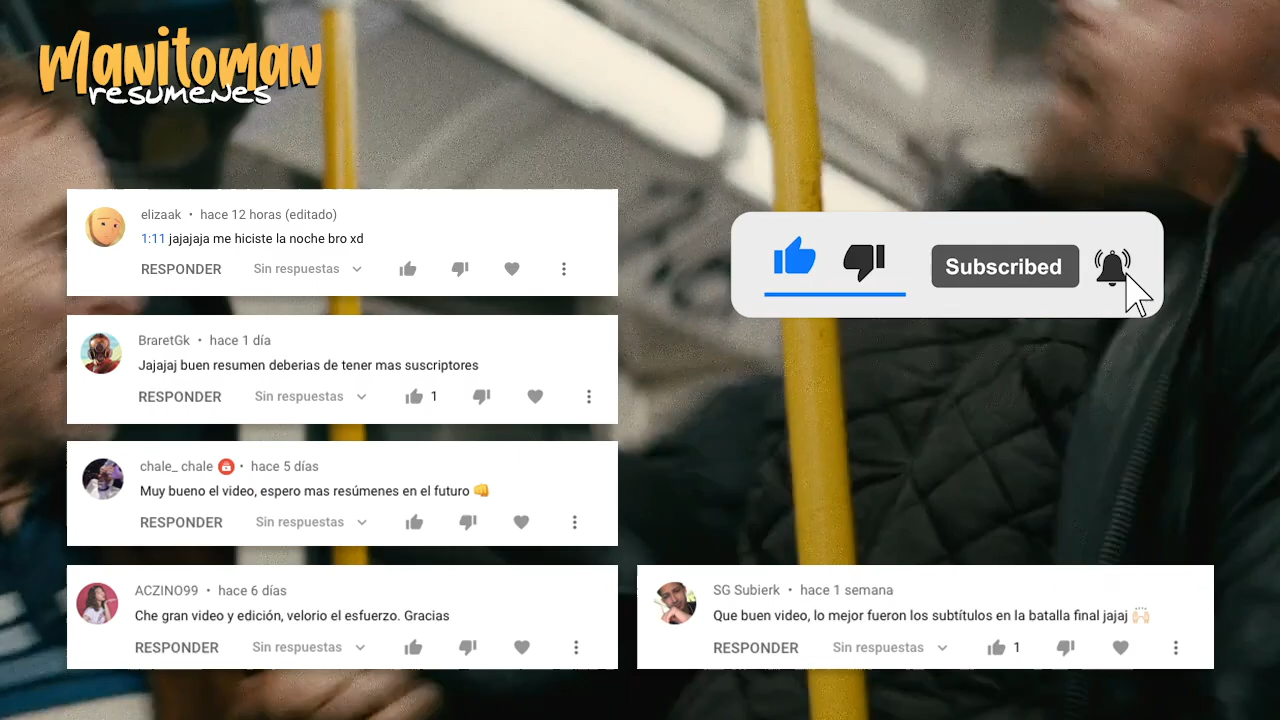 Manitoman
resumenes
elizaak • hace 12 horas (editado)
1:11 jajajaja me hiciste la noche bro xd
RESPONDER Sin respuestas
BraretGk • hace 1 día
Jajajaj buen resumen deberias de tener mas suscriptores
RESPONDER Sin respuestas 1
chale_ chale • hace 5 días
Muy bueno el video, espero mas resúmenes en el futuro 👊
RESPONDER Sin respuestas
ACZINO99 • hace 6 días
Che gran video y edición, velorio el esfuerzo. Gracias
RESPONDER Sin respuestas
Subscribed
SG Subierk • hace 1 semana
Que buen video, lo mejor fueron los subtítulos en la batalla final jajaj 🙌🏻
RESPONDER Sin respuestas 1